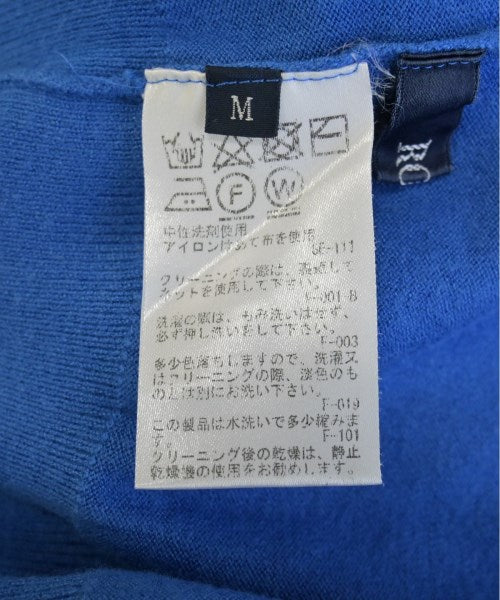 M
RO
F
W
中性洗剤使用
アイロンはあて布を使用
GF-111
クリーニングの際は、裏返して
ネットを使用して下さい。
F-001-B
洗濯の際は、もみ洗いはせず、
必ず押し洗いをして下さい。
F-003
多少色落ちしますので、洗濯又
はクリーニングの際、淡色のも
のとは別にお洗い下さい。
F-019
この製品は水洗いで多少縮みま
す。
F-101
クリーニング後の乾燥は、静止
乾燥機の使用をお勧めします。